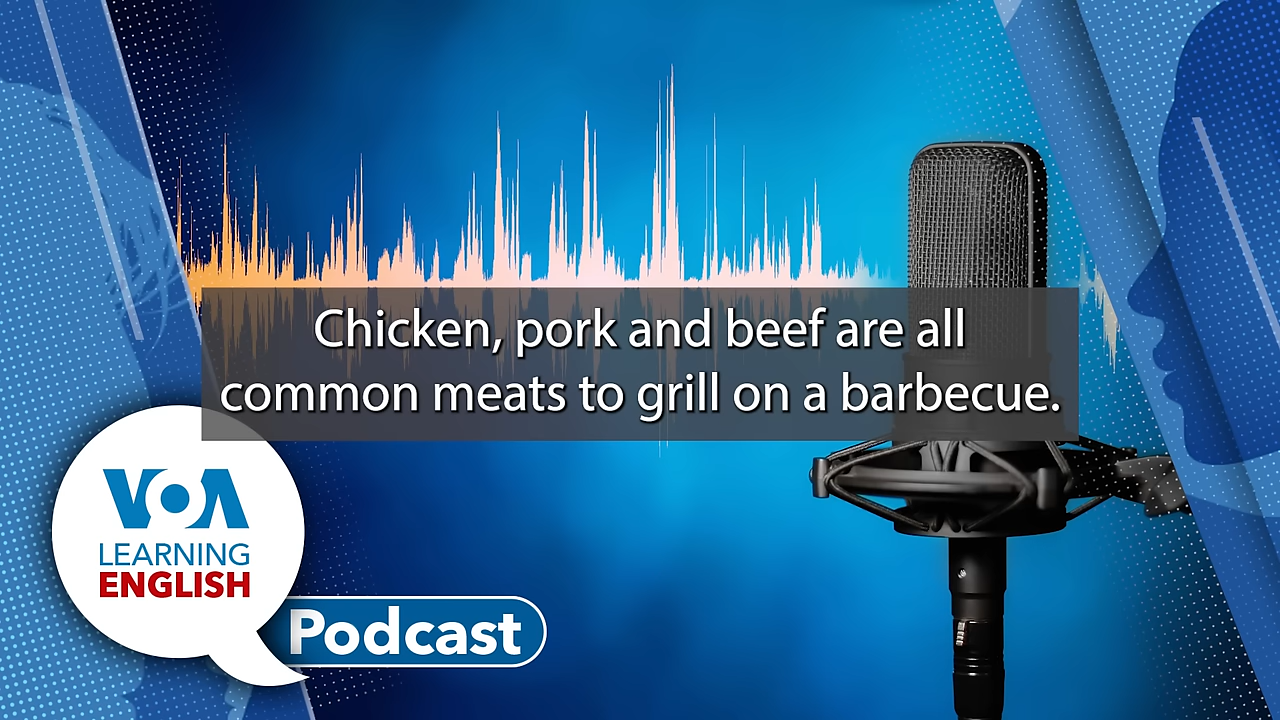 Chicken, pork and beef are all
common meats to grill on a barbecue.
VOA
LEARNING
ENGLISH
Podcast